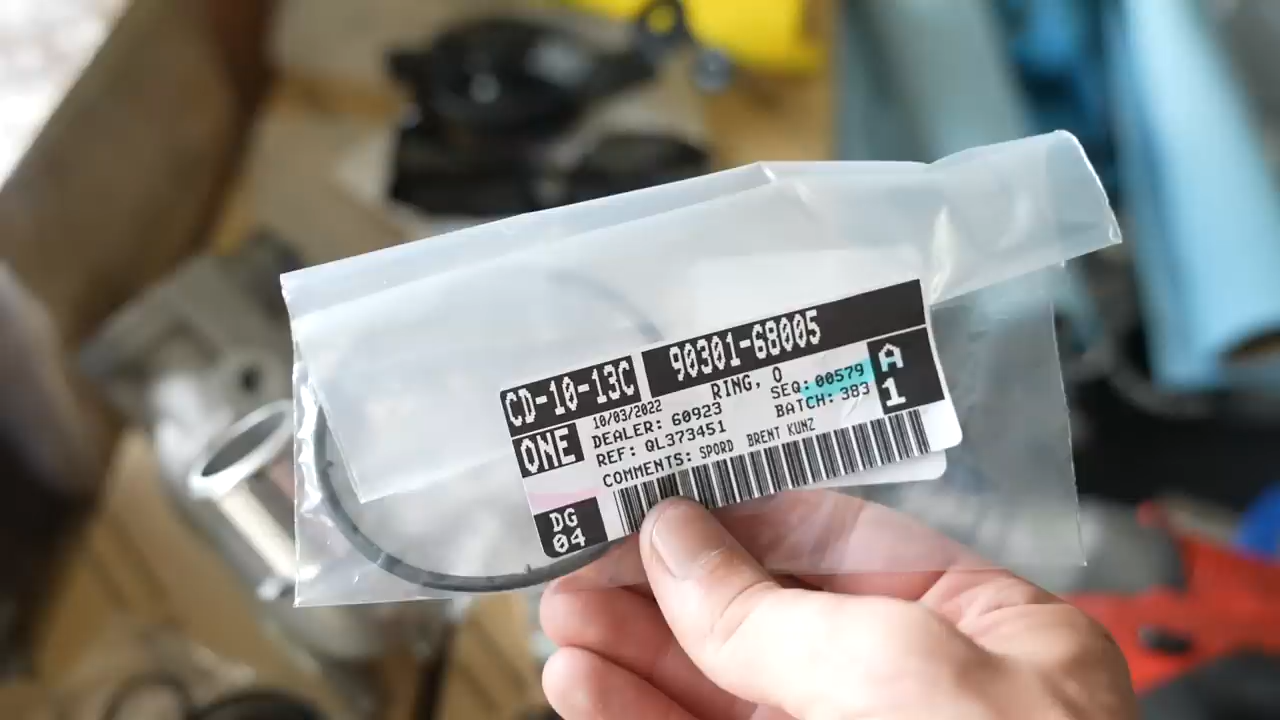 CD-10-13C 90301-68005
10/03/2022 RING, O
ONE DEALER: 60923 SEQ: 00579 A
REF: QL373451 BATCH: 383 1
COMMENTS: SPORD BRENT KUNZ
DG
04